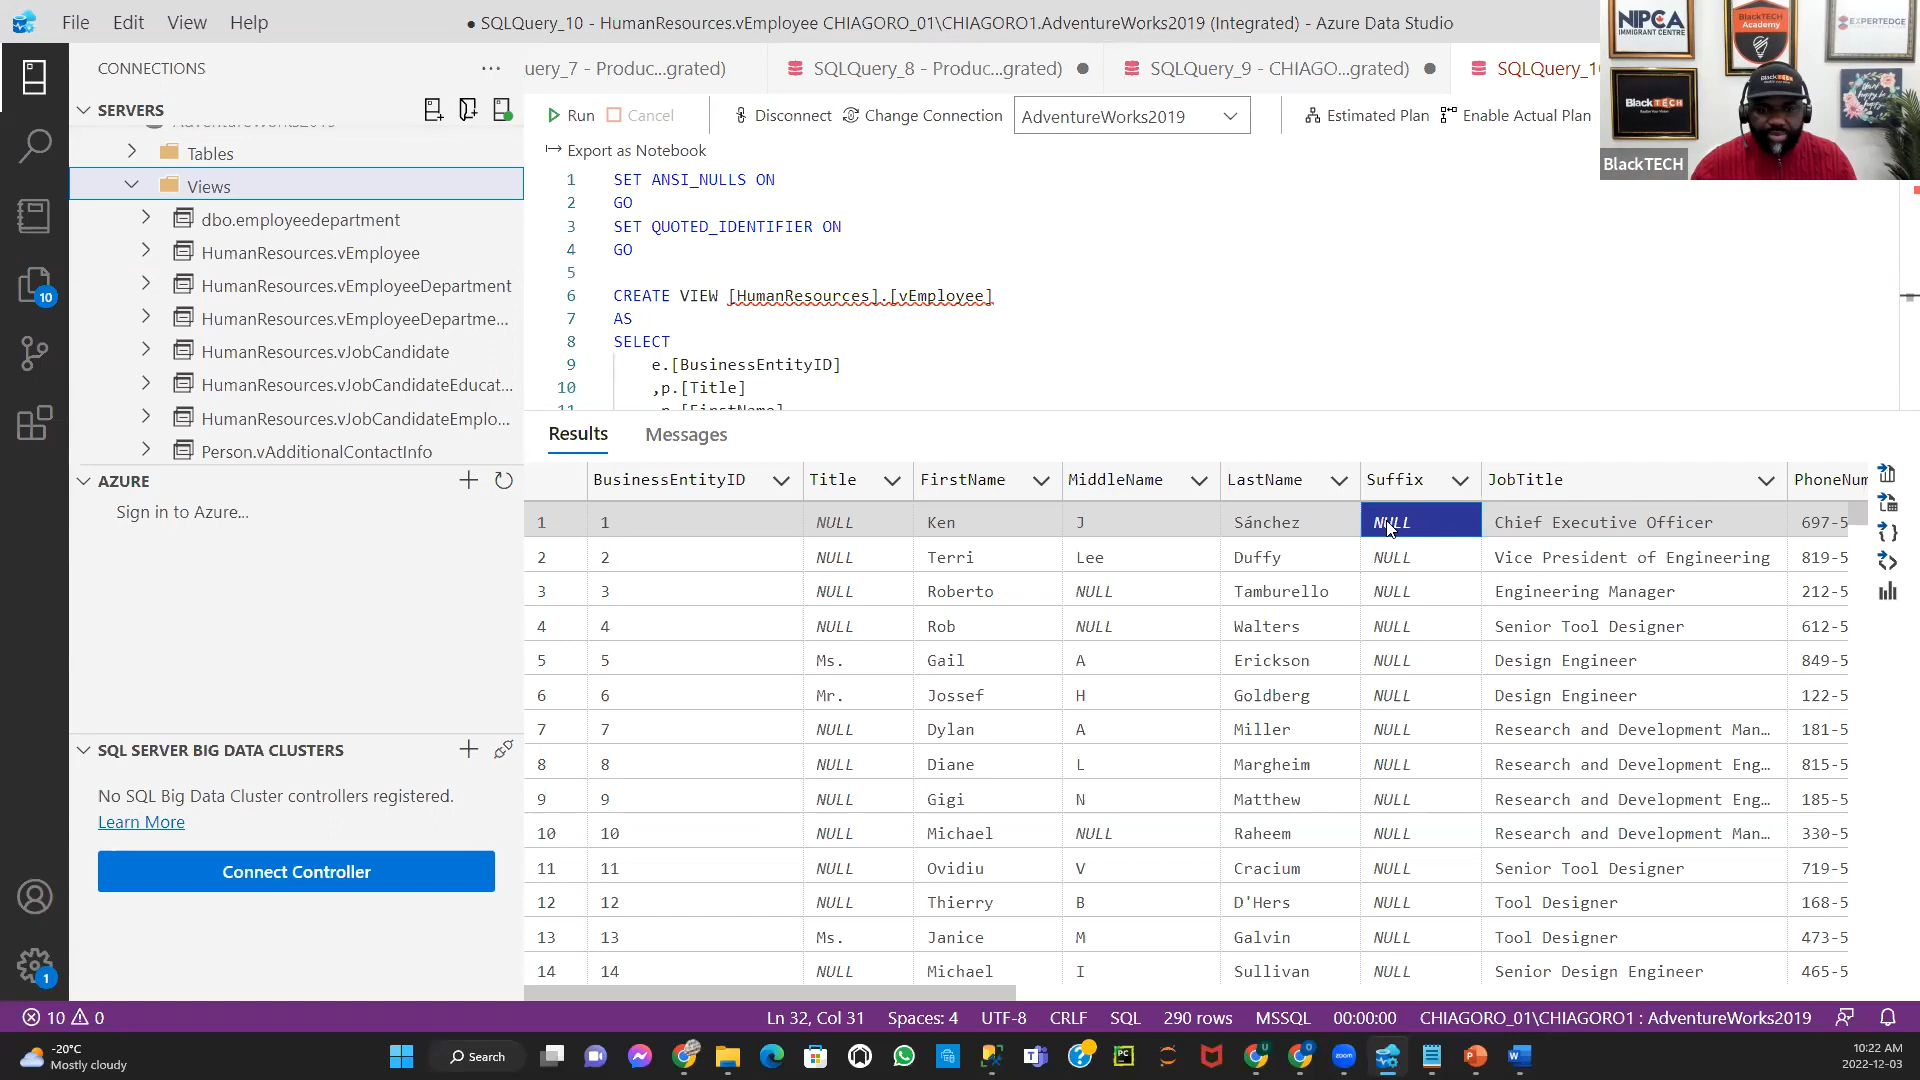 File Edit View Help
● SQLQuery_10 - HumanResources.vEmployee CHIAGORO_01\CHIAGORO1.AdventureWorks2019 (Integrated) - Azure Data Studio
CONNECTIONS
SERVERS
Tables
Views
dbo.employeedepartment
HumanResources.vEmployee
HumanResources.vEmployeeDepartment
HumanResources.vEmployeeDepartme...
HumanResources.vJobCandidate
HumanResources.vJobCandidateEducat...
HumanResources.vJobCandidateEmplo...
Person.vAdditionalContactInfo
AZURE
Sign in to Azure...
SQL SERVER BIG DATA CLUSTERS
No SQL Big Data Cluster controllers registered.
Learn More
Connect Controller
10
1
uery_7 - Produc...grated) SQLQuery_8 - Produc...grated) SQLQuery_9 - CHIAGO...grated) SQLQuery_1
Run Cancel Disconnect Change Connection AdventureWorks2019 Estimated Plan Enable Actual Plan
Export as Notebook
1 SET ANSI_NULLS ON
2 GO
3 SET QUOTED_IDENTIFIER ON
4 GO
5
6 CREATE VIEW [HumanResources].[vEmployee]
7 AS
8 SELECT
9 e.[BusinessEntityID]
10 ,p.[Title]
11 ,p.[FirstName]
Results Messages
BusinessEntityID Title FirstName MiddleName LastName Suffix JobTitle PhoneNum
1 1 NULL Ken J Sánchez NULL Chief Executive Officer 697-5
2 2 NULL Terri Lee Duffy NULL Vice President of Engineering 819-5
3 3 NULL Roberto NULL Tamburello NULL Engineering Manager 212-5
4 4 NULL Rob NULL Walters NULL Senior Tool Designer 612-5
5 5 Ms. Gail A Erickson NULL Design Engineer 849-5
6 6 Mr. Jossef H Goldberg NULL Design Engineer 122-5
7 7 NULL Dylan A Miller NULL Research and Development Man... 181-5
8 8 NULL Diane L Margheim NULL Research and Development Eng... 815-5
9 9 NULL Gigi N Matthew NULL Research and Development Eng... 185-5
10 10 NULL Michael NULL Raheem NULL Research and Development Man... 330-5
11 11 NULL Ovidiu V Cracium NULL Senior Tool Designer 719-5
12 12 NULL Thierry B D'Hers NULL Tool Designer 168-5
13 13 Ms. Janice M Galvin NULL Tool Designer 473-5
14 14 NULL Michael I Sullivan NULL Senior Design Engineer 465-5
NIPCA
IMMIGRANT CENTRE
BlackTECH
Academy
EXPERTEDGE
BlackTECH
BlackTECH
10 0 Ln 32, Col 31 Spaces: 4 UTF-8 CRLF SQL 290 rows MSSQL 00:00:00 CHIAGORO_01\CHIAGORO1 : AdventureWorks2019
-20°C
Mostly cloudy
Search
zoom
10:22 AM
2022-12-03